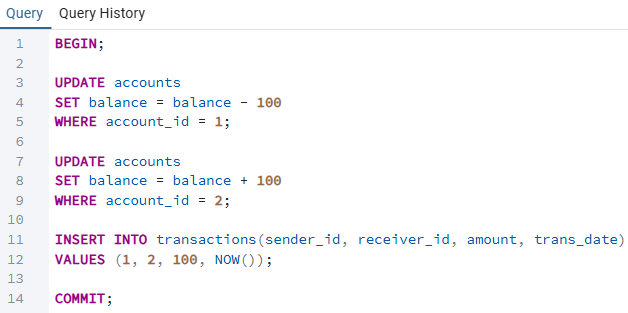 Query Query History
1 BEGIN;
2
3 UPDATE accounts
4 SET balance = balance - 100
5 WHERE account_id = 1;
6
7 UPDATE accounts
8 SET balance = balance + 100
9 WHERE account_id = 2;
10
11 INSERT INTO transactions(sender_id, receiver_id, amount, trans_date)
12 VALUES (1, 2, 100, NOW());
13
14 COMMIT;